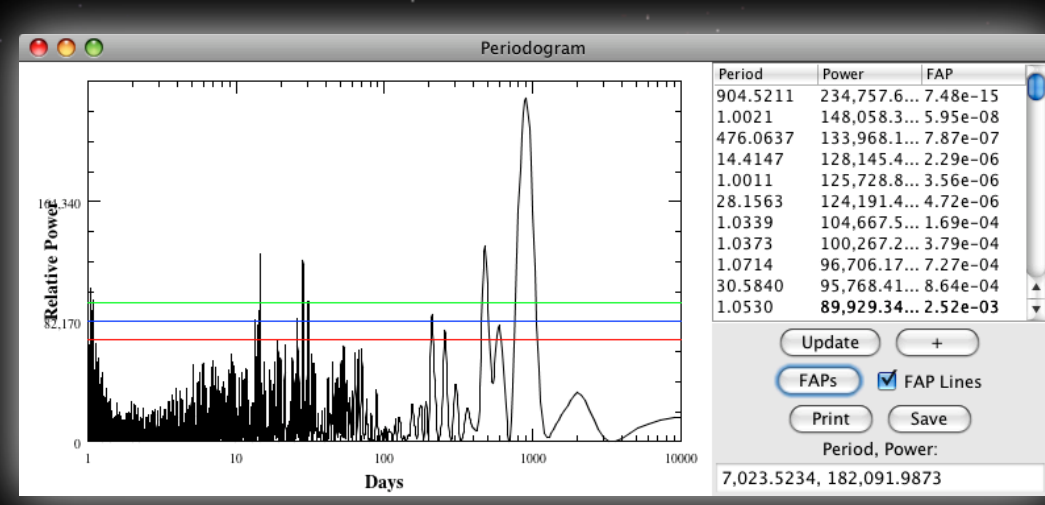 Periodogram
Relative Power
82,170
0
1 10 100 1000 10000
Days
Period Power FAP
904.5211 234,757.6... 7.48e-15
1.0021 148,058.3... 5.95e-08
476.0637 133,968.1... 7.87e-07
14.4147 128,145.4... 2.29e-06
1.0011 125,728.8... 3.56e-06
28.1563 124,191.4... 4.72e-06
1.0339 104,667.5... 1.69e-04
1.0373 100,267.2... 3.79e-04
1.0714 96,706.17... 7.27e-04
30.5840 95,768.41... 8.64e-04
1.0530 89,929.34... 2.52e-03
Update +
FAPs FAP Lines
Print Save
Period, Power:
7,023.5234, 182,091.9873